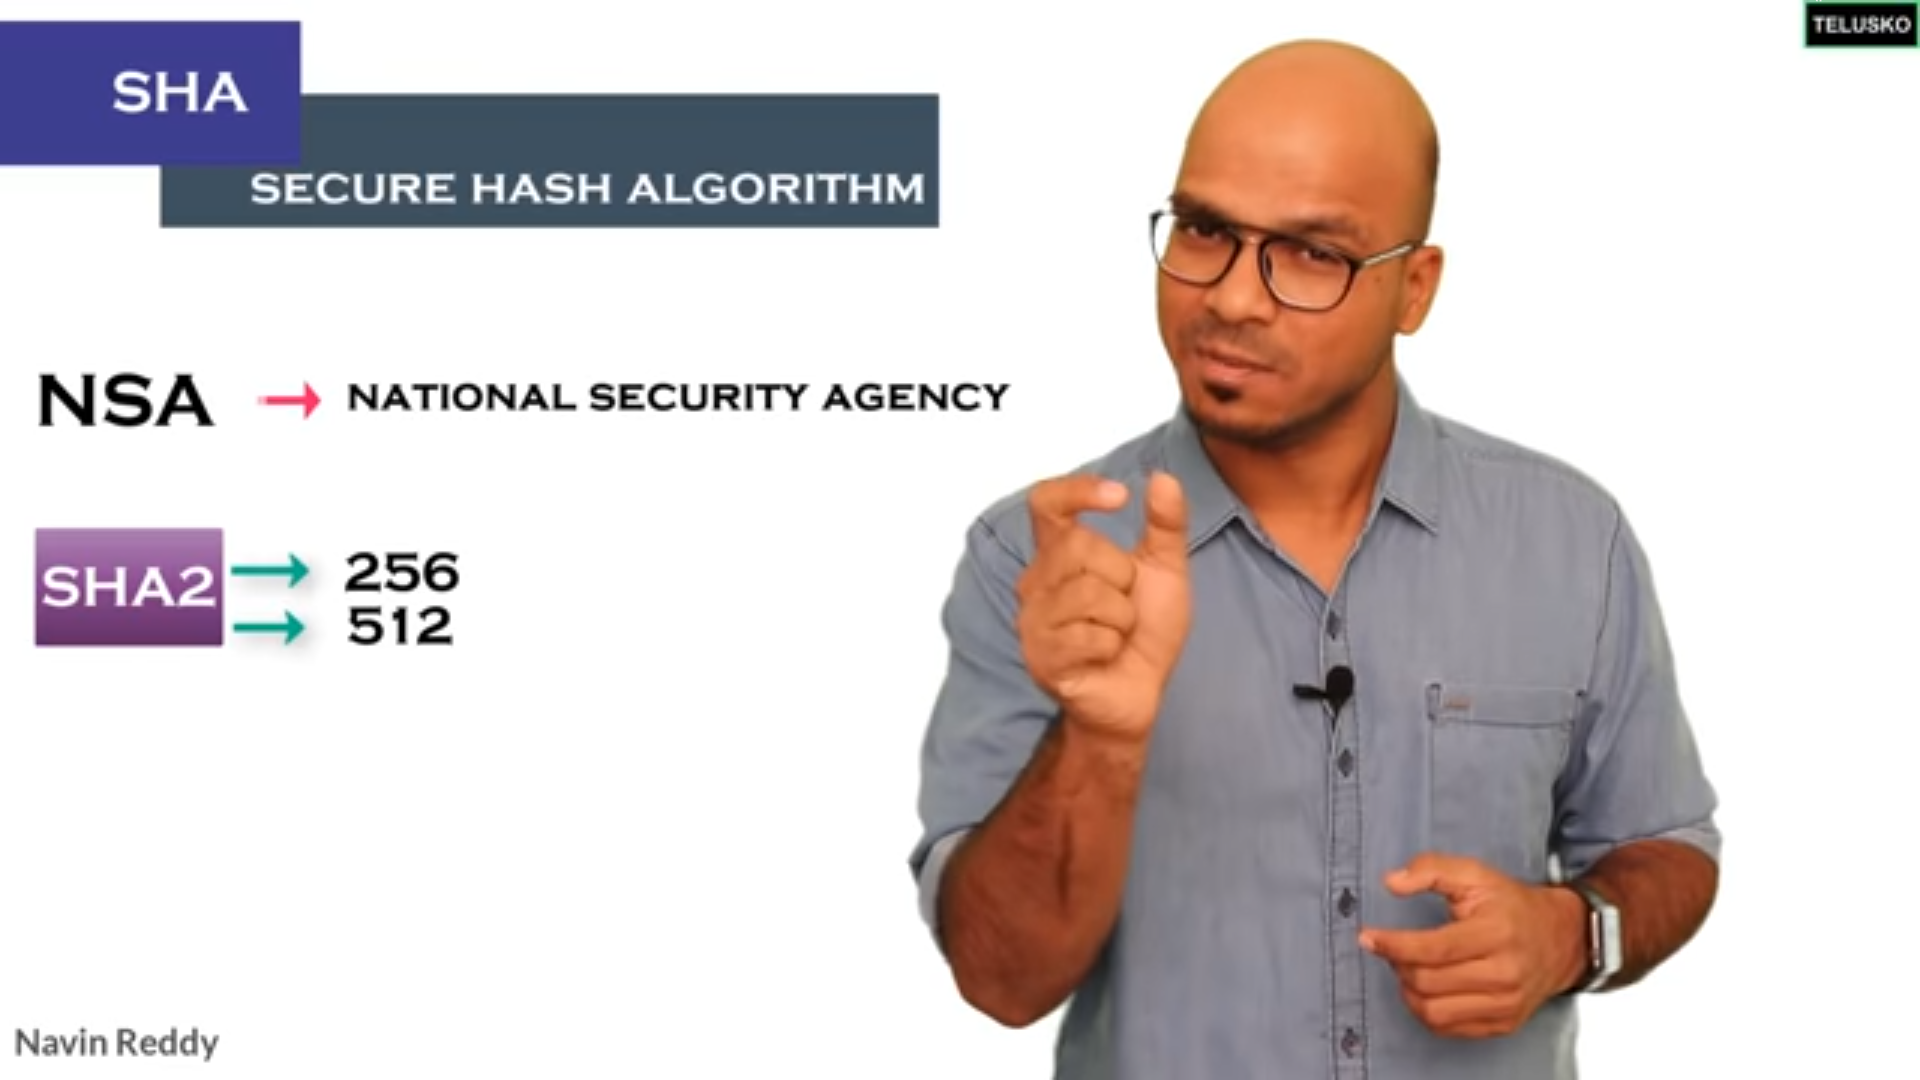 TELUSKO
SHA
SECURE HASH ALGORITHM
NSA → NATIONAL SECURITY AGENCY
SHA2 → 256
→ 512
Navin Reddy